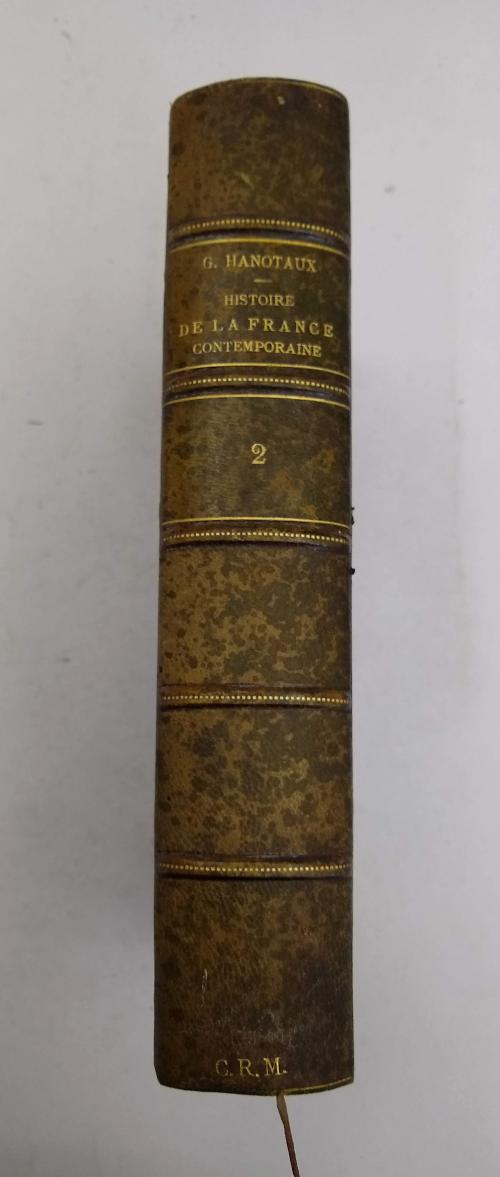 G. HANOTAUX
HISTOIRE
DE LA FRANCE
CONTEMPORAINE
2
C. R. M.